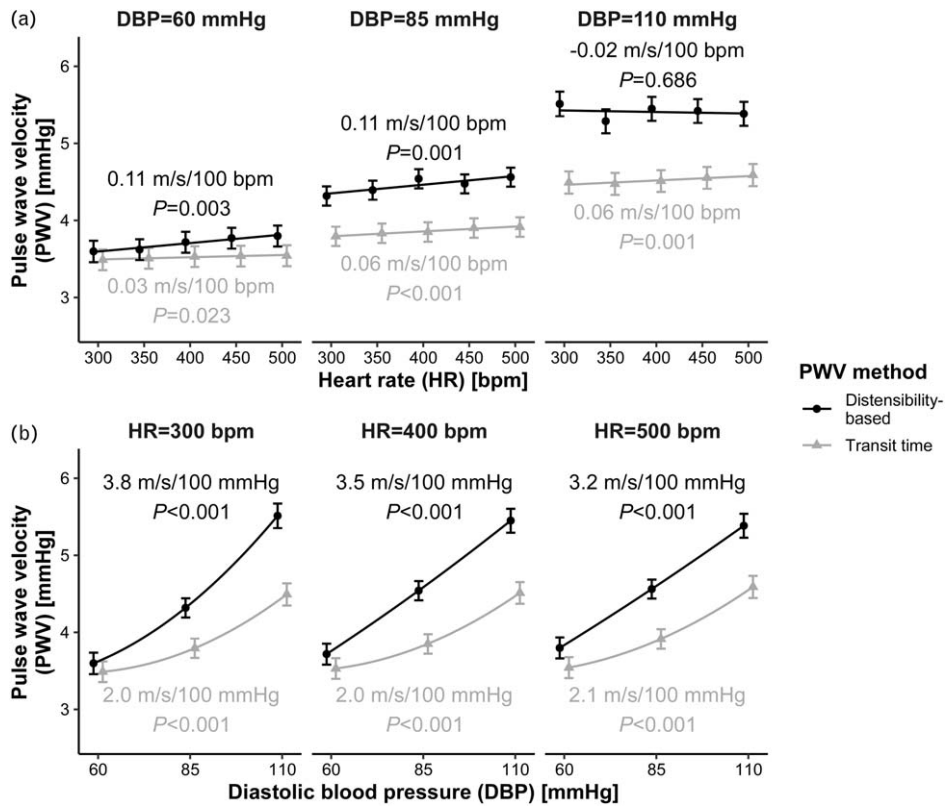 (a)
DBP=60 mmHg
DBP=85 mmHg
DBP=110 mmHg
Pulse wave velocity
(PWV) [mmHg]
6
5
4
3
0.11 m/s/100 bpm
P=0.003
0.03 m/s/100 bpm
P=0.023
0.11 m/s/100 bpm
P=0.001
0.06 m/s/100 bpm
P<0.001
-0.02 m/s/100 bpm
P=0.686
0.06 m/s/100 bpm
P=0.001
300 350 400 450 500
300 350 400 450 500
300 350 400 450 500
Heart rate (HR) [bpm]
PWV method
Distensibility-
based
Transit time
(b)
HR=300 bpm
HR=400 bpm
HR=500 bpm
Pulse wave velocity
(PWV) [mmHg]
6
5
4
3
3.8 m/s/100 mmHg
P<0.001
2.0 m/s/100 mmHg
P<0.001
3.5 m/s/100 mmHg
P<0.001
2.0 m/s/100 mmHg
P<0.001
3.2 m/s/100 mmHg
P<0.001
2.1 m/s/100 mmHg
P<0.001
60 85 110
60 85 110
60 85 110
Diastolic blood pressure (DBP) [mmHg]